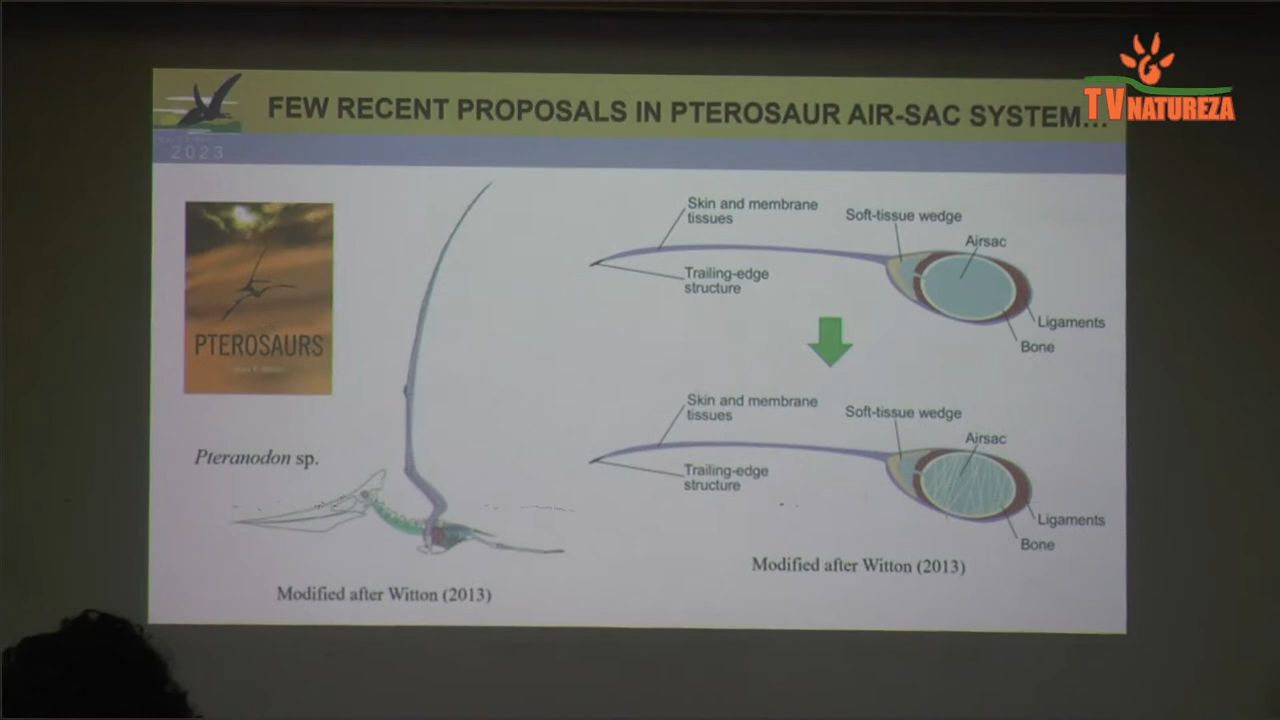 FEW RECENT PROPOSALS IN PTEROSAUR AIR-SAC SYSTEM...
TV NATUREZA
2023
PTEROSAURS
Pteranodon sp.
Modified after Witton (2013)
Skin and membrane
tissues
Soft-tissue wedge
Airsac
Trailing-edge
structure
Ligaments
Bone
Skin and membrane
tissues
Soft-tissue wedge
Airsac
Trailing-edge
structure
Ligaments
Bone
Modified after Witton (2013)